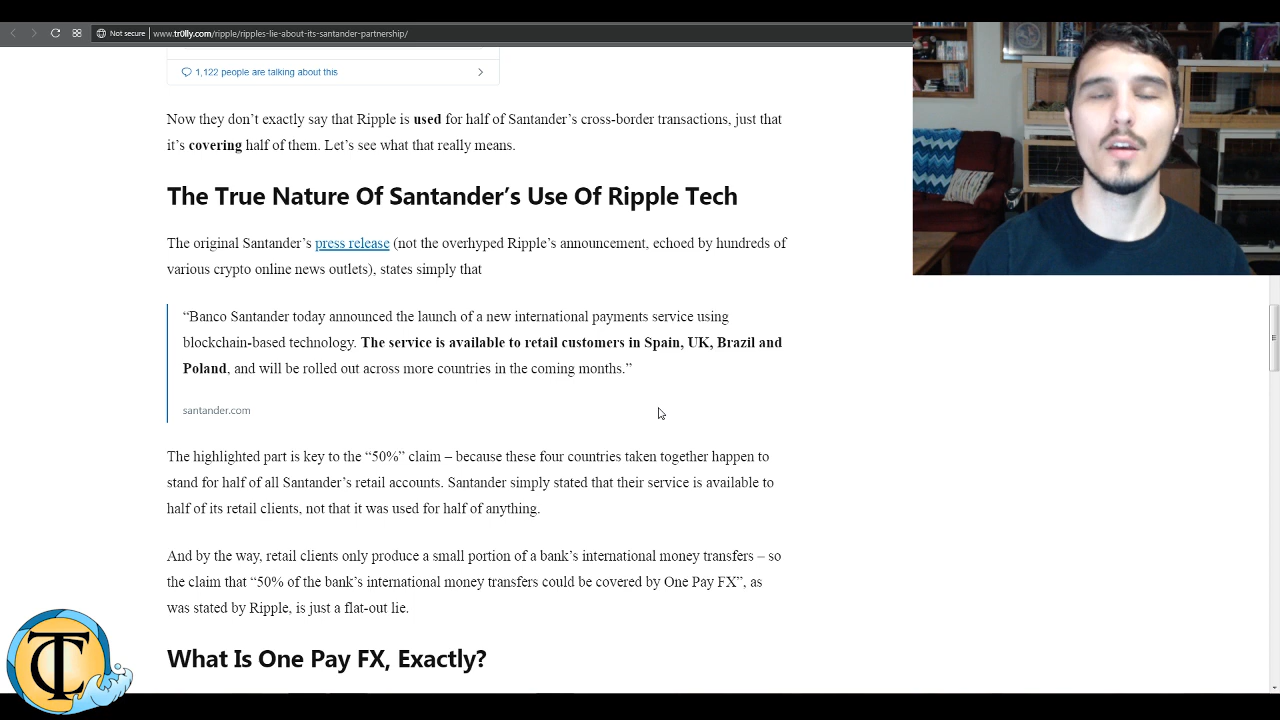 Not secure
www.tr0lly.com/ripple/ripples-lie-about-its-santander-partnership/
1,122 people are talking about this
Now they don’t exactly say that Ripple is used for half of Santander’s cross-border transactions, just that
it’s covering half of them. Let’s see what that really means.
The True Nature Of Santander’s Use Of Ripple Tech
The original Santander’s press release (not the overhyped Ripple’s announcement, echoed by hundreds of
various crypto online news outlets), states simply that
“Banco Santander today announced the launch of a new international payments service using
blockchain-based technology. The service is available to retail customers in Spain, UK, Brazil and
Poland, and will be rolled out across more countries in the coming months.”
santander.com
The highlighted part is key to the “50%” claim – because these four countries taken together happen to
stand for half of all Santander’s retail accounts. Santander simply stated that their service is available to
half of its retail clients, not that it was used for half of anything.
And by the way, retail clients only produce a small portion of a bank’s international money transfers – so
the claim that “50% of the bank’s international money transfers could be covered by One Pay FX”, as
was stated by Ripple, is just a flat-out lie.
What Is One Pay FX, Exactly?
TC